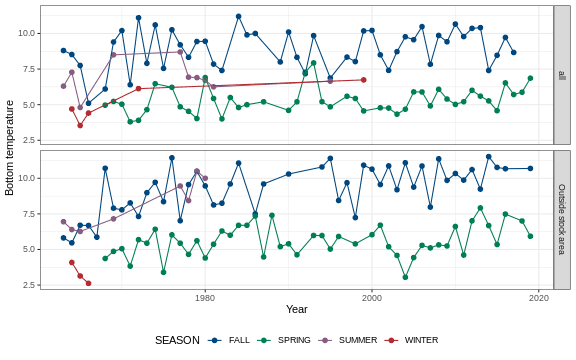 Bottom temperature
10.0
7.5
5.0
2.5
all
10.0
7.5
5.0
2.5
Outside stock area
1980
2000
2020
Year
SEASON FALL SPRING SUMMER WINTER